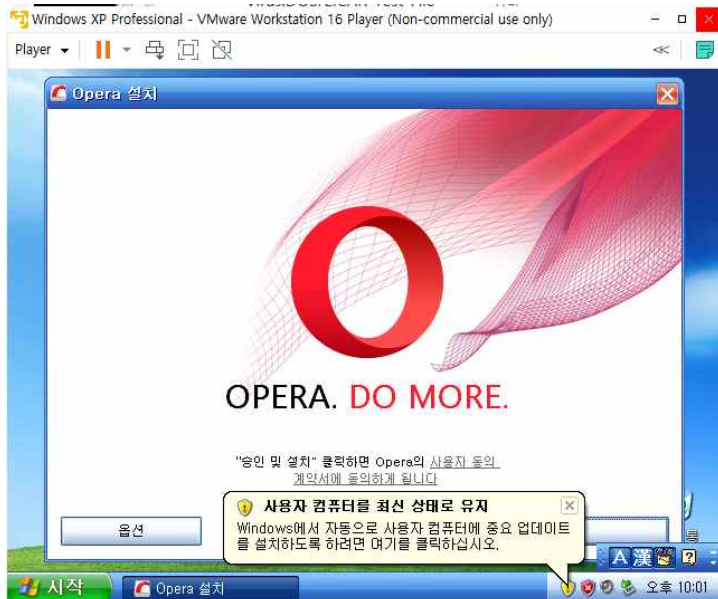 Windows XP Professional - VMware Workstation 16 Player (Non-commercial use only)
Player
Opera 설치
OPERA. DO MORE.
"승인 및 설치" 클릭하면 Opera의 사용자 동의
계약서에 동의하게 됩니다
사용자 컴퓨터를 최신 상태로 유지
Windows에서 자동으로 사용자 컴퓨터에 중요 업데이트
를 설치하도록 하려면 여기를 클릭하십시오.
옵션
통
A 漢
시작
Opera 설치
오후 10:01